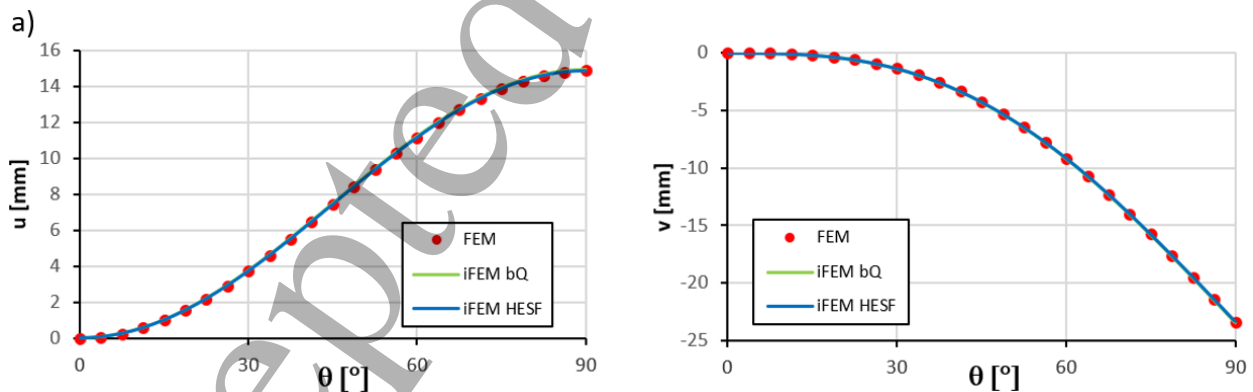 a)
16
14
12
10
8
6
4
2
0
u [mm]
0
30
60
90
θ [°]
FEM
iFEM bQ
iFEM HESF
0
-5
-10
-15
-20
-25
v [mm]
0
30
60
90
θ [°]
FEM
iFEM bQ
iFEM HESF
epted